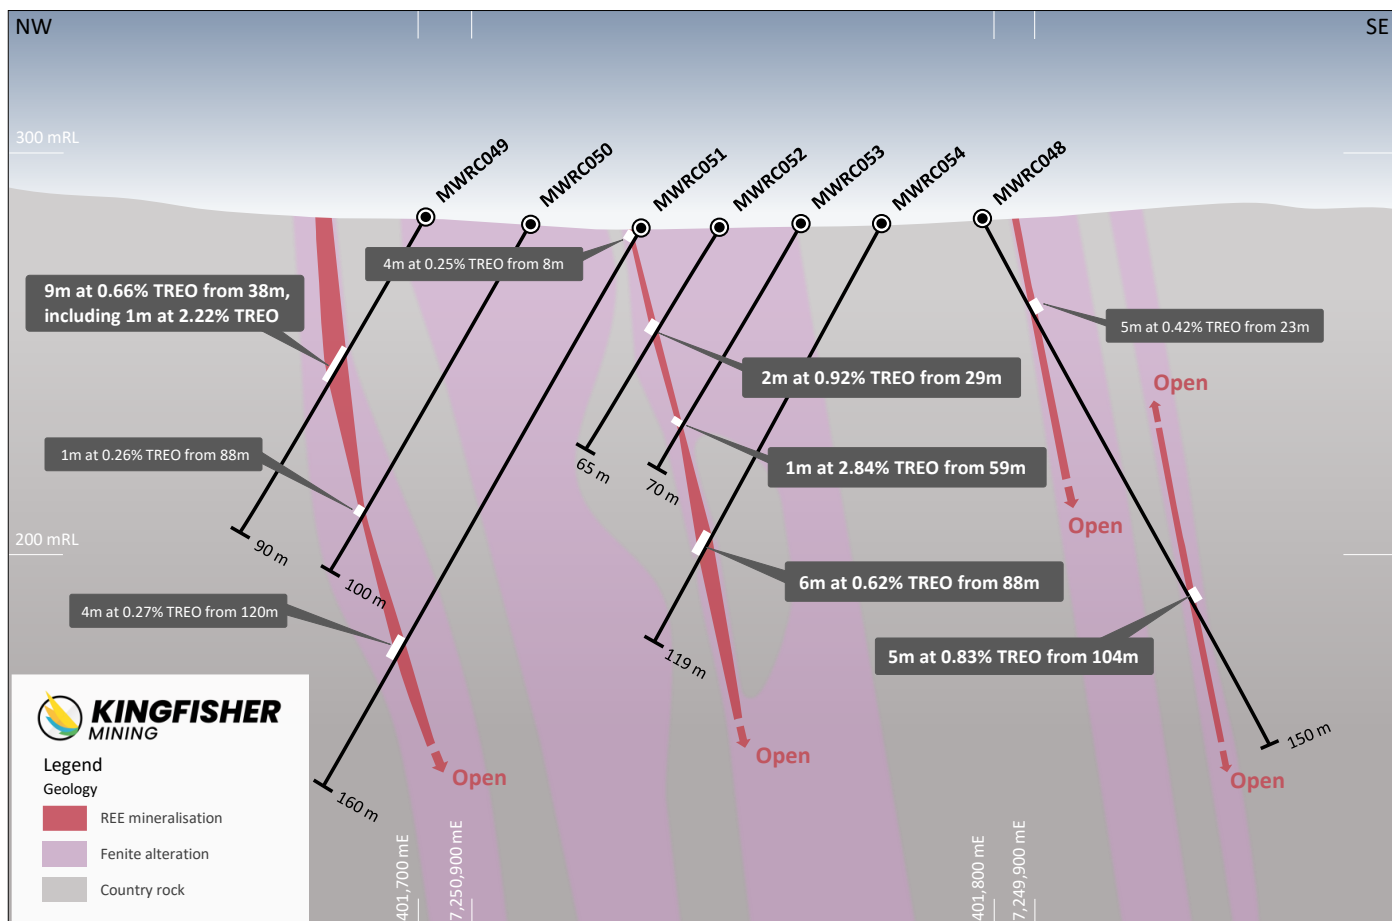 NW
SE
300 mRL
MWRC049
MWRC050
MWRC051
MWRC052
MWRC053
MWRC054
MWRC048
4m at 0.25% TREO from 8m
9m at 0.66% TREO from 38m,
including 1m at 2.22% TREO
5m at 0.42% TREO from 23m
2m at 0.92% TREO from 29m
Open
1m at 0.26% TREO from 88m
65 m
70 m
1m at 2.84% TREO from 59m
Open
200 mRL
90 m
100 m
6m at 0.62% TREO from 88m
4m at 0.27% TREO from 120m
119 m
5m at 0.83% TREO from 104m
150 m
Open
Open
Open
160 m
KINGFISHER
MINING
Legend
Geology
REE mineralisation
Fenite alteration
Country rock
401,700 mE
7,250,900 mE
401,800 mE
7,249,900 mE